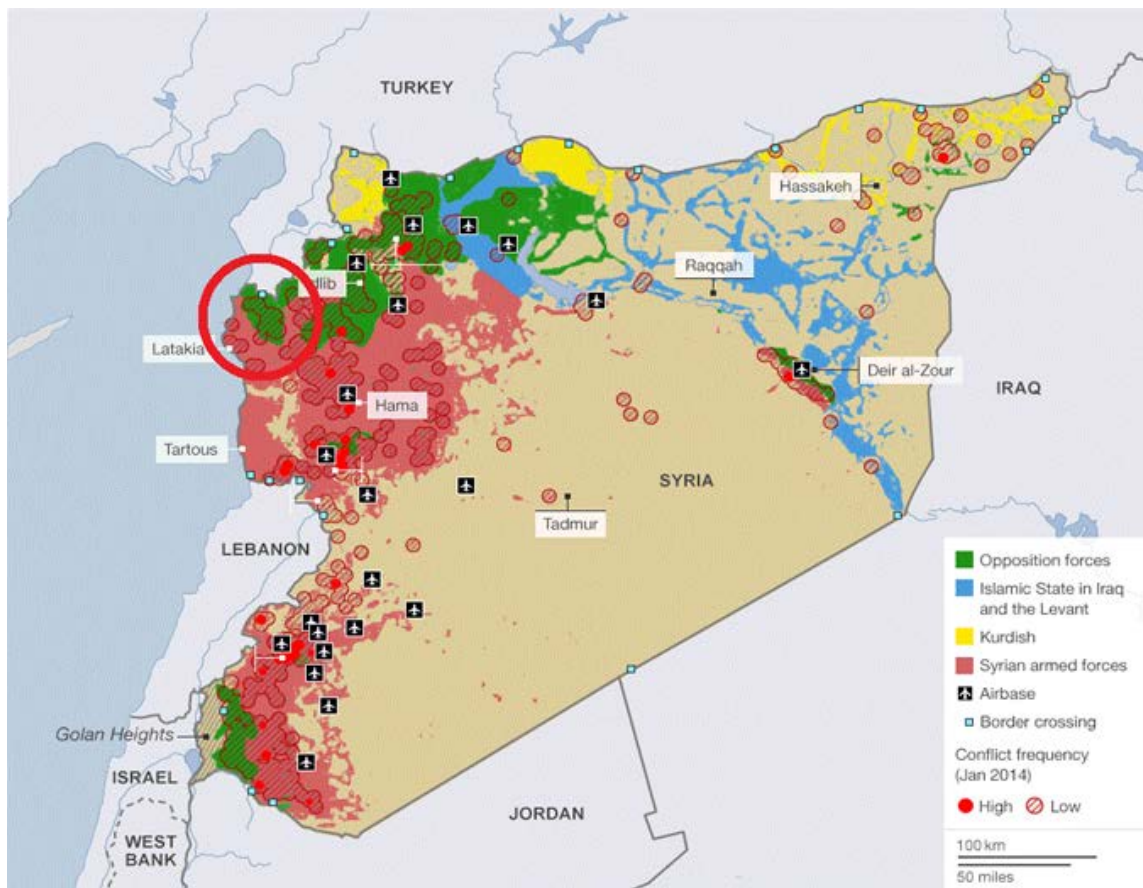 TURKEY
Hassakeh
Raqqah
dlib
Latakia
Deir al-Zour
IRAQ
Hama
Tartous
SYRIA
Tadmur
LEBANON
Golan Heights
ISRAEL
JORDAN
WEST
BANK
Opposition forces
Islamic State in Iraq
and the Levant
Kurdish
Syrian armed forces
Airbase
Border crossing
Conflict frequency
(Jan 2014)
High Low
100 km
50 miles